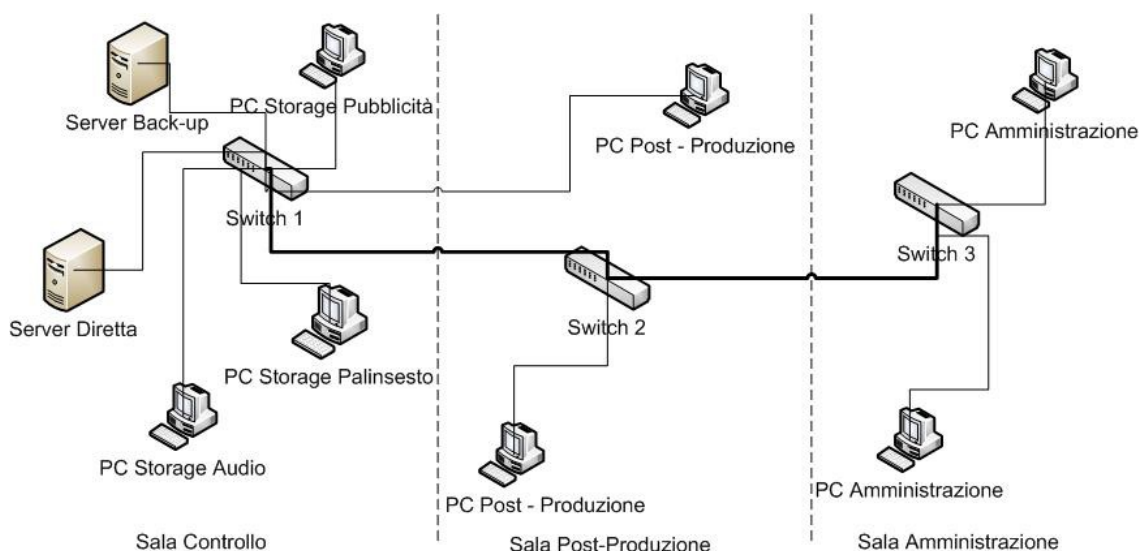 PC Storage Pubblicità
Server Back-up
PC Post - Produzione
PC Amministrazione
Switch 1
Switch 3
Server Diretta
Switch 2
PC Storage Palinsesto
PC Storage Audio
PC Post - Produzione
PC Amministrazione
Sala Controllo
Sala Post-Produzione
Sala Amministrazione